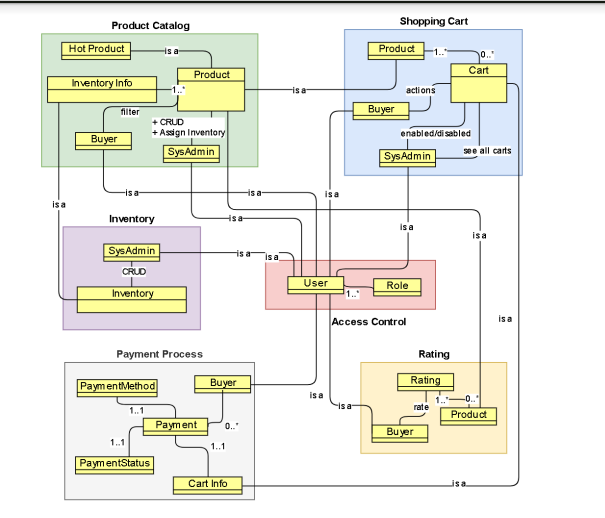 Product Catalog
Hot Product
is a
Product
Inventory Info
1..*
filter
+ CRUD
+ Assign Inventory
Buyer
SysAdmin
is a
is a
is a
is a
is a
Shopping Cart
Product
1..*
0..*
Cart
actions
Buyer
enabled/disabled
see all carts
SysAdmin
is a
is a
is a
Inventory
SysAdmin
is a
is a
CRUD
Inventory
User
1..*
Role
Access Control
is a
Payment Process
PaymentMethod
Buyer
is a
1..1
0..*
Payment
1..1
1..1
PaymentStatus
Cart Info
is a
Rating
Rating
1..*
0..*
rate
is a
Product
Buyer